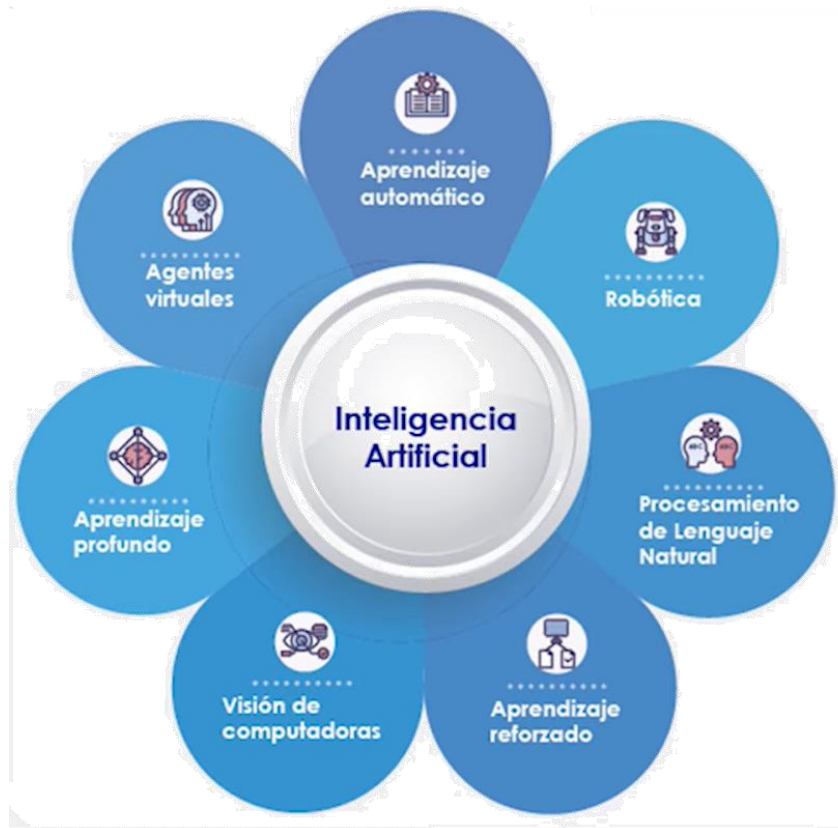 Aprendizaje
automático
Robótica
Procesamiento
de Lenguaje
Natural
Aprendizaje
reforzado
Visión de
computadoras
Aprendizaje
profundo
Agentes
virtuales
Inteligencia
Artificial